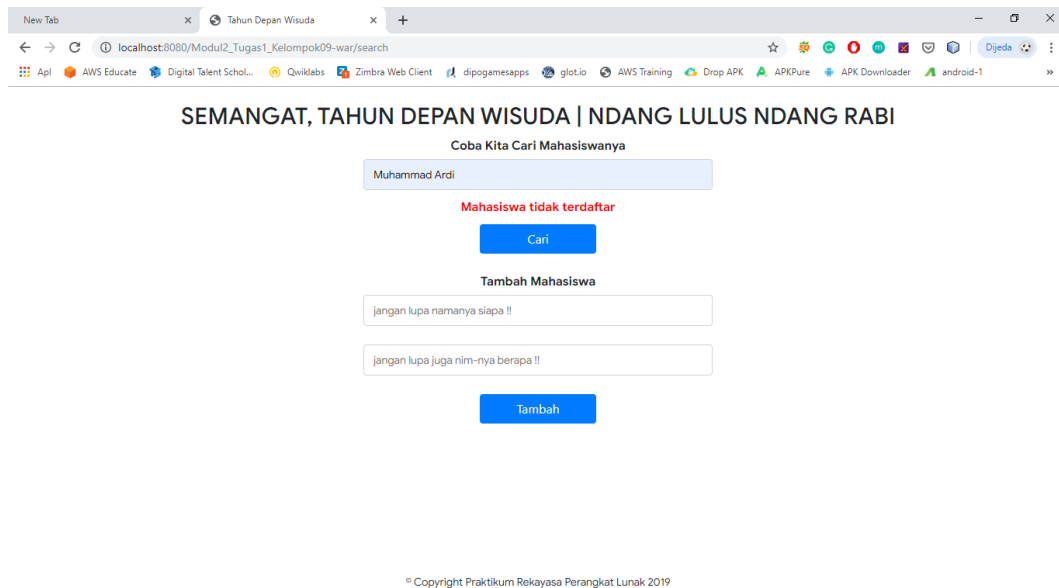 New Tab
Tahun Depan Wisuda
localhost:8080/Modul2_Tugas1_Kelompok09-war/search
Dijeda
Apl AWS Educate Digital Talent Schol... Qwiklabs Zimbra Web Client dipogamesapps glot.io AWS Training Drop APK APKPure APK Downloader android-1 »
SEMANGAT, TAHUN DEPAN WISUDA | NDANG LULUS NDANG RABI
Coba Kita Cari Mahasiswanya
Muhammad Ardi
Mahasiswa tidak terdaftar
Cari
Tambah Mahasiswa
jangan lupa namanya siapa !!
jangan lupa juga nim-nya berapa !!
Tambah
© Copyright Praktikum Rekayasa Perangkat Lunak 2019